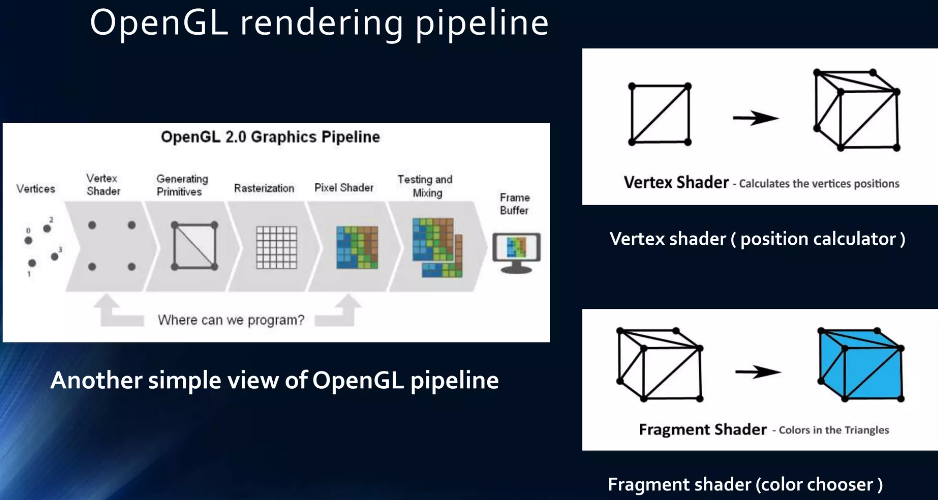 OpenGL rendering pipeline
OpenGL 2.0 Graphics Pipeline
Vertices
Vertex
Shader
Generating
Primitives
Rasterization
Pixel Shader
Testing and
Mixing
Frame
Buffer
0
2
3
1
Where can we program?
Another simple view of OpenGL pipeline
Vertex Shader - Calculates the vertices positions
Vertex shader ( position calculator )
Fragment Shader - Colors in the Triangles
Fragment shader (color chooser )